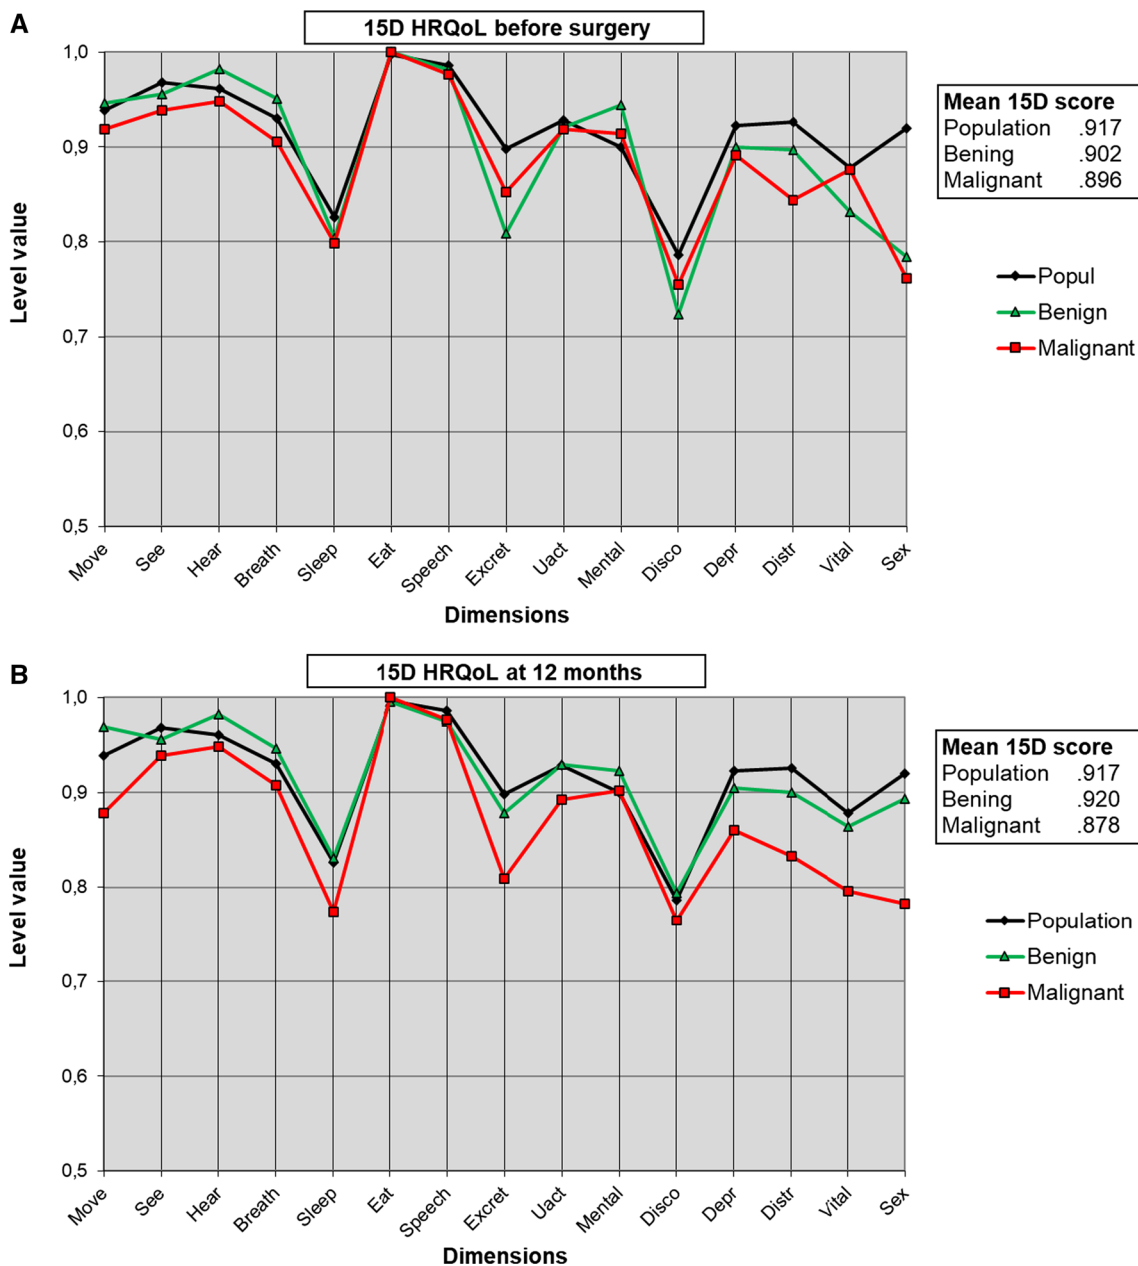 A
15D HRQoL before surgery
1,0
0,9
0,8
0,7
0,6
0,5
Level value
Move
See
Hear
Breath
Sleep
Eat
Speech
Excret
Uact
Mental
Disco
Depr
Distr
Vital
Sex
Dimensions
Mean 15D score
Population .917
Bening .902
Malignant .896
Popul
Benign
Malignant
B
15D HRQoL at 12 months
1,0
0,9
0,8
0,7
0,6
0,5
Level value
Move
See
Hear
Breath
Sleep
Eat
Speech
Excret
Uact
Mental
Disco
Depr
Distr
Vital
Sex
Dimensions
Mean 15D score
Population .917
Bening .920
Malignant .878
Population
Benign
Malignant